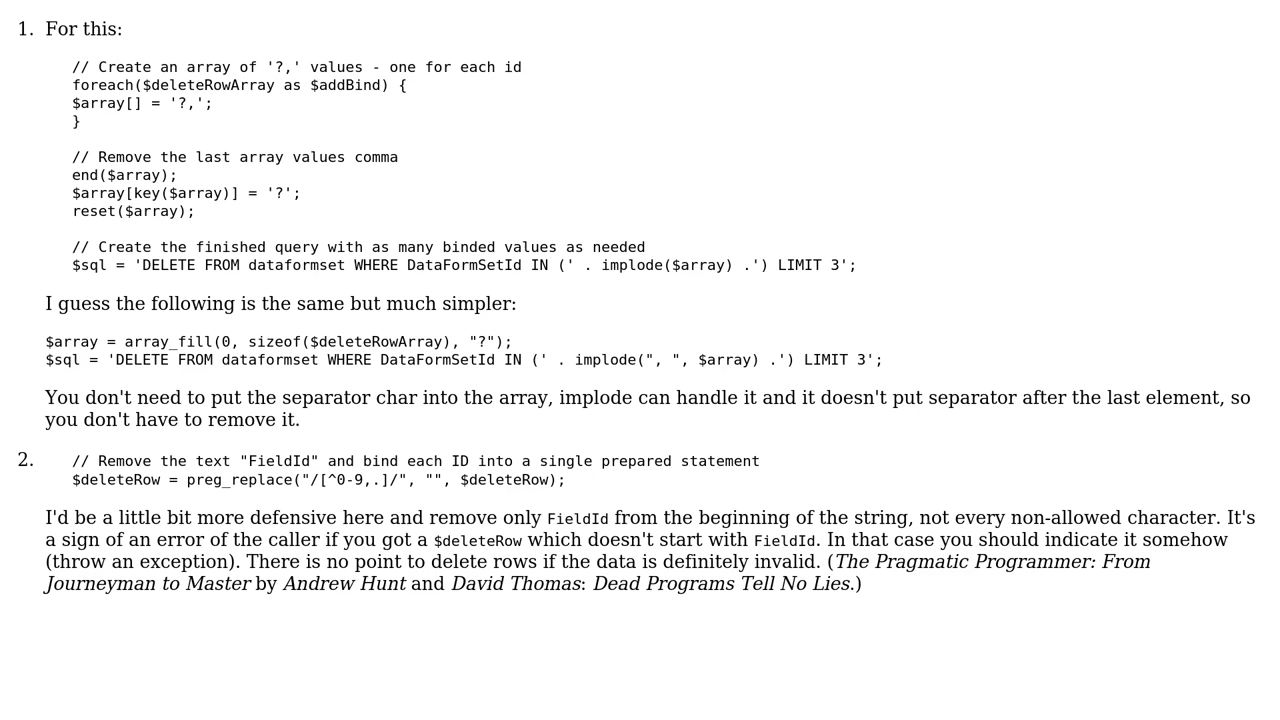 1. For this:
// Create an array of '?,' values - one for each id
foreach($deleteRowArray as $addBind) {
$array[] = '?,';
}
// Remove the last array values comma
end($array);
$array[key($array)] = '?';
reset($array);
// Create the finished query with as many binded values as needed
$sql = 'DELETE FROM dataformset WHERE DataFormSetId IN (' . implode($array) .') LIMIT 3';
I guess the following is the same but much simpler:
$array = array_fill(0, sizeof($deleteRowArray), "?");
$sql = 'DELETE FROM dataformset WHERE DataFormSetId IN (' . implode(", ", $array) .') LIMIT 3';
You don't need to put the separator char into the array, implode can handle it and it doesn't put separator after the last element, so
you don't have to remove it.
2. // Remove the text "FieldId" and bind each ID into a single prepared statement
$deleteRow = preg_replace("/[^0-9,.]/", "", $deleteRow);
I'd be a little bit more defensive here and remove only FieldId from the beginning of the string, not every non-allowed character. It's
a sign of an error of the caller if you got a $deleteRow which doesn't start with FieldId. In that case you should indicate it somehow
(throw an exception). There is no point to delete rows if the data is definitely invalid. (The Pragmatic Programmer: From
Journeyman to Master by Andrew Hunt and David Thomas: Dead Programs Tell No Lies.)